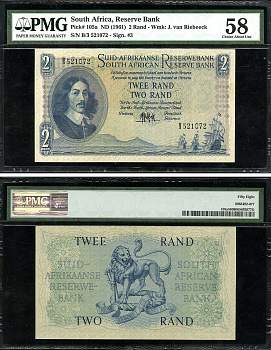 PMG
PAPER MONEY GUARANTY
South Africa, Reserve Bank
Pick# 105a ND (1961) 2 Rand - Wmk: J. van Riebeeck
S/N B/3 521072 - Sign. #3
58
Choice About Unc
2
SUID-AFRIKAANSE RESERWEBANK
SOUTH AFRICAN RESERVE BANK
TWEE RAND
TWO RAND
521072
521072
2
PMG
Fifty Eight
TWEE RAND
SUID-AFRIKAANSE RESERWE-BANK
SOUTH AFRICAN RESERVE BANK
TWO RAND